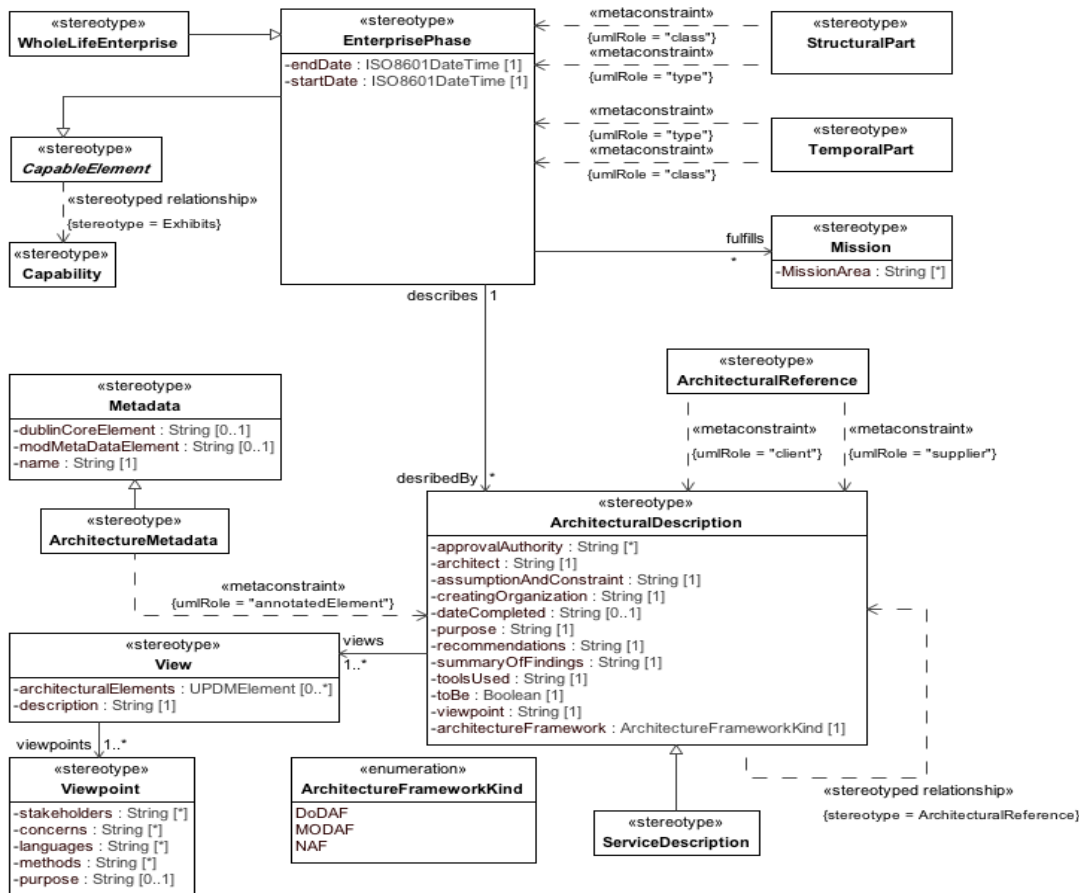 «stereotype»
WholeLifeEnterprise
«stereotype»
EnterprisePhase
-endDate : ISO8601DateTime [1]
-startDate : ISO8601DateTime [1]
«metaconstraint»
{umlRole = "class"}
«metaconstraint»
{umlRole = "type"}
«stereotype»
StructuralPart
«metaconstraint»
{umlRole = "type"}
«metaconstraint»
{umlRole = "class"}
«stereotype»
TemporalPart
«stereotype»
CapableElement
«stereotyped relationship»
{stereotype = Exhibits}
«stereotype»
Capability
fulfills
*
«stereotype»
Mission
-MissionArea : String [*]
describes 1
desribedBy *
«stereotype»
ArchitecturalReference
«metaconstraint»
{umlRole = "client"}
«metaconstraint»
{umlRole = "supplier"}
«stereotype»
Metadata
-dublinCoreElement : String [0..1]
-modMetaDataElement : String [0..1]
-name : String [1]
«stereotype»
ArchitectureMetadata
«metaconstraint»
{umlRole = "annotatedElement"}
«stereotype»
ArchitecturalDescription
-approvalAuthority : String [*]
-architect : String [1]
-assumptionAndConstraint : String [1]
-creatingOrganization : String [1]
-dateCompleted : String [0..1]
-purpose : String [1]
-recommendations : String [1]
-summaryOfFindings : String [1]
-toolsUsed : String [1]
-toBe : Boolean [1]
-viewpoint : String [1]
-architectureFramework : ArchitectureFrameworkKind [1]
views
1..*
«stereotype»
View
-architecturalElements : UPDMElement [0..*]
-description : String [1]
viewpoints 1..*
«stereotype»
Viewpoint
-stakeholders : String [*]
-concerns : String [*]
-languages : String [*]
-methods : String [*]
-purpose : String [0..1]
«enumeration»
ArchitectureFrameworkKind
DoDAF
MODAF
NAF
«stereotype»
ServiceDescription
«stereotyped relationship»
{stereotype = ArchitecturalReference}